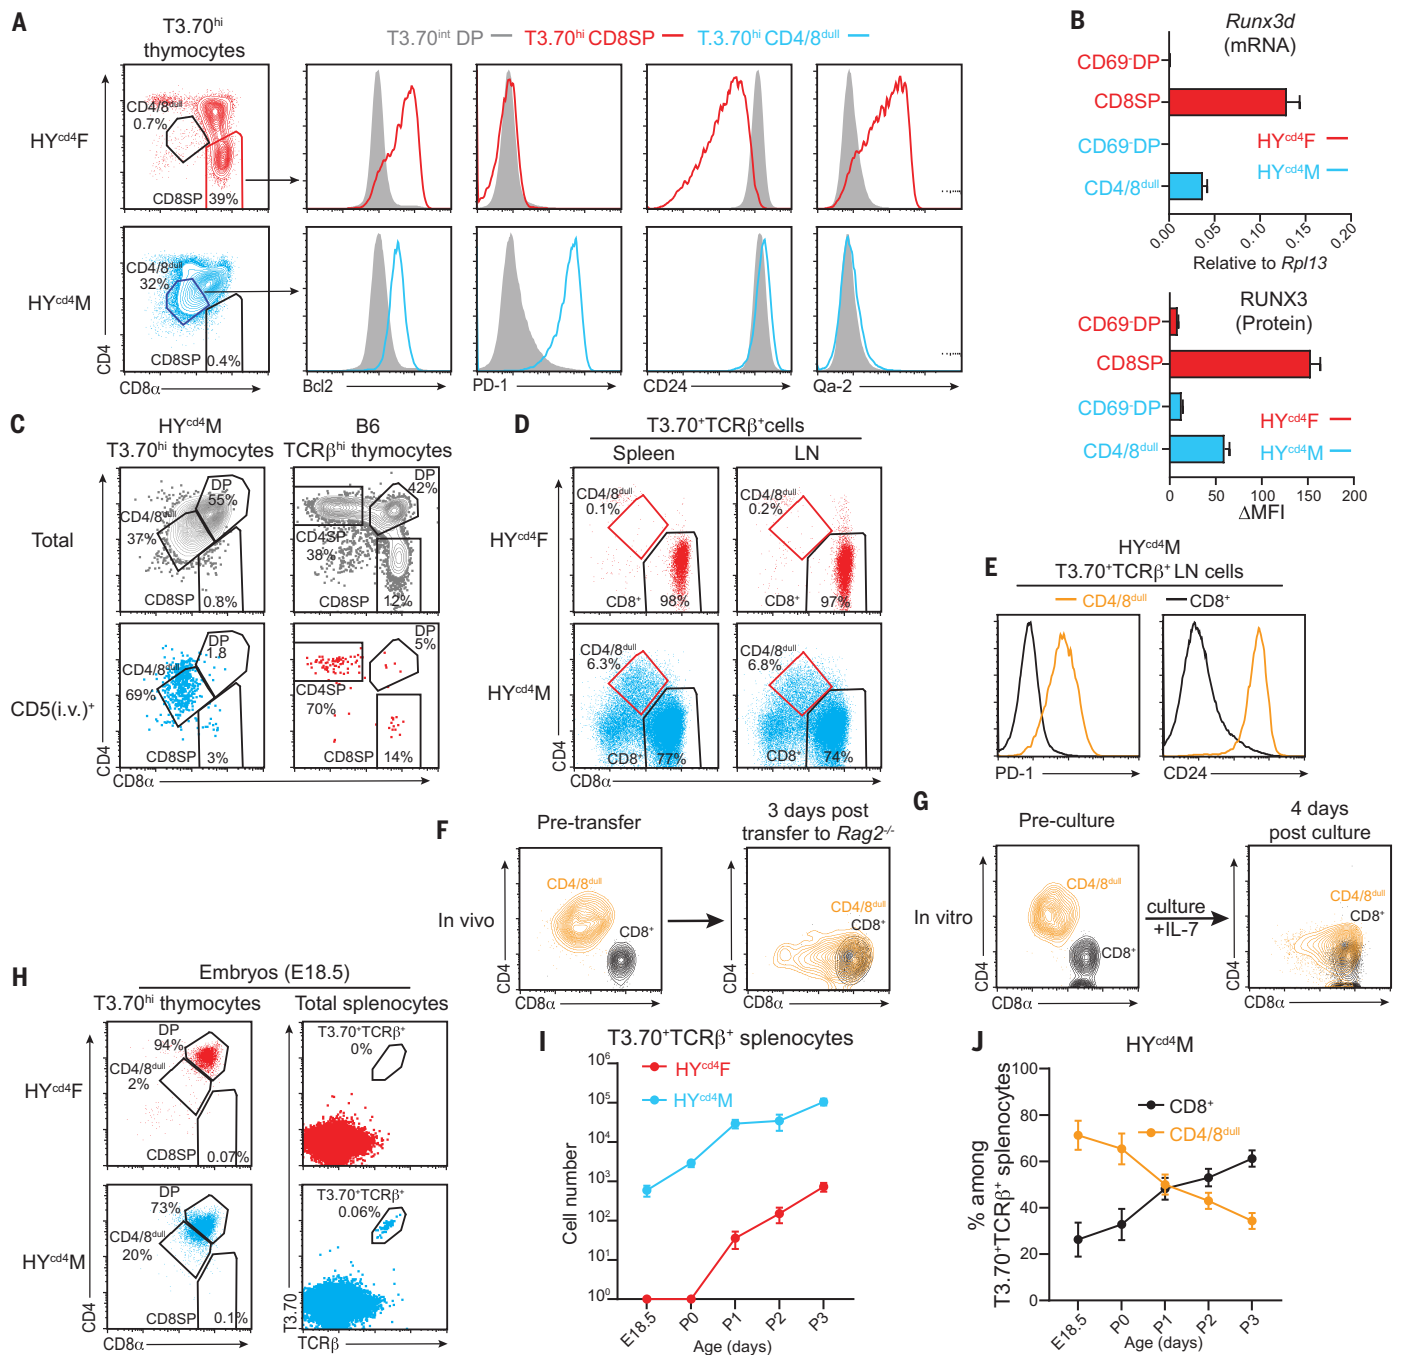 A
T3.70hi
thymocytes
T3.70int DP
T3.70hi CD8SP
T.3.70hi CD4/8dull
HYcd4F
CD4/8dull
0.7%
CD8SP 39%
HYcd4M
CD4/8dull
32%
CD8SP 0.4%
CD4
CD8α
Bcl2
PD-1
CD24
Qa-2
B
Runx3d
(mRNA)
CD69-DP
CD8SP
CD69-DP
CD4/8dull
HYcd4F
HYcd4M
0.00 0.05 0.10 0.15 0.20
Relative to Rpl13
RUNX3
(Protein)
CD69-DP
CD8SP
CD69-DP
CD4/8dull
HYcd4F
HYcd4M
0 50 100 150 200
ΔMFI
C
HYcd4M
T3.70hi thymocytes
B6
TCRβhi thymocytes
Total
DP
55%
CD4/8dull
37%
CD8SP 0.8%
DP
42%
CD4SP
38%
CD8SP 12%
CD5(i.v.)+
DP
1.8
CD4/8dull
69%
CD8SP 3%
DP
5%
CD4SP
70%
CD8SP 14%
CD4
CD8α
D
T3.70+TCRβ+cells
Spleen
LN
HYcd4F
CD4/8dull
0.1%
CD8+ 98%
CD4/8dull
0.2%
CD8+ 97%
HYcd4M
CD4/8dull
6.3%
CD8+ 77%
CD4/8dull
6.8%
CD8+ 74%
CD4
CD8α
E
HYcd4M
T3.70+TCRβ+ LN cells
CD4/8dull
CD8+
PD-1
CD24
F
Pre-transfer
3 days post
transfer to Rag2-/-
In vivo
CD4/8dull
CD8+
CD4/8dull
CD8+
CD4
CD8α
CD4
CD8α
G
Pre-culture
4 days
post culture
In vitro
CD4/8dull
CD8+
culture
+IL-7
CD4/8dull
CD8+
CD4
CD8α
CD4
CD8α
H
Embryos (E18.5)
T3.70hi thymocytes
Total splenocytes
HYcd4F
DP
94%
CD4/8dull
2%
CD8SP 0.07%
T3.70+TCRβ+
0%
HYcd4M
DP
73%
CD4/8dull
20%
CD8SP 0.1%
T3.70+TCRβ+
0.06%
CD4
CD8α
T3.70
TCRβ
I
T3.70+TCRβ+ splenocytes
HYcd4F
HYcd4M
Cell number
10^6
10^5
10^4
10^3
10^2
10^1
10^0
E18.5 P0 P1 P2 P3
Age (days)
J
HYcd4M
CD8+
CD4/8dull
% among
T3.70+TCRβ+ splenocytes
100
80
60
40
20
0
E18.5 P0 P1 P2 P3
Age (days)